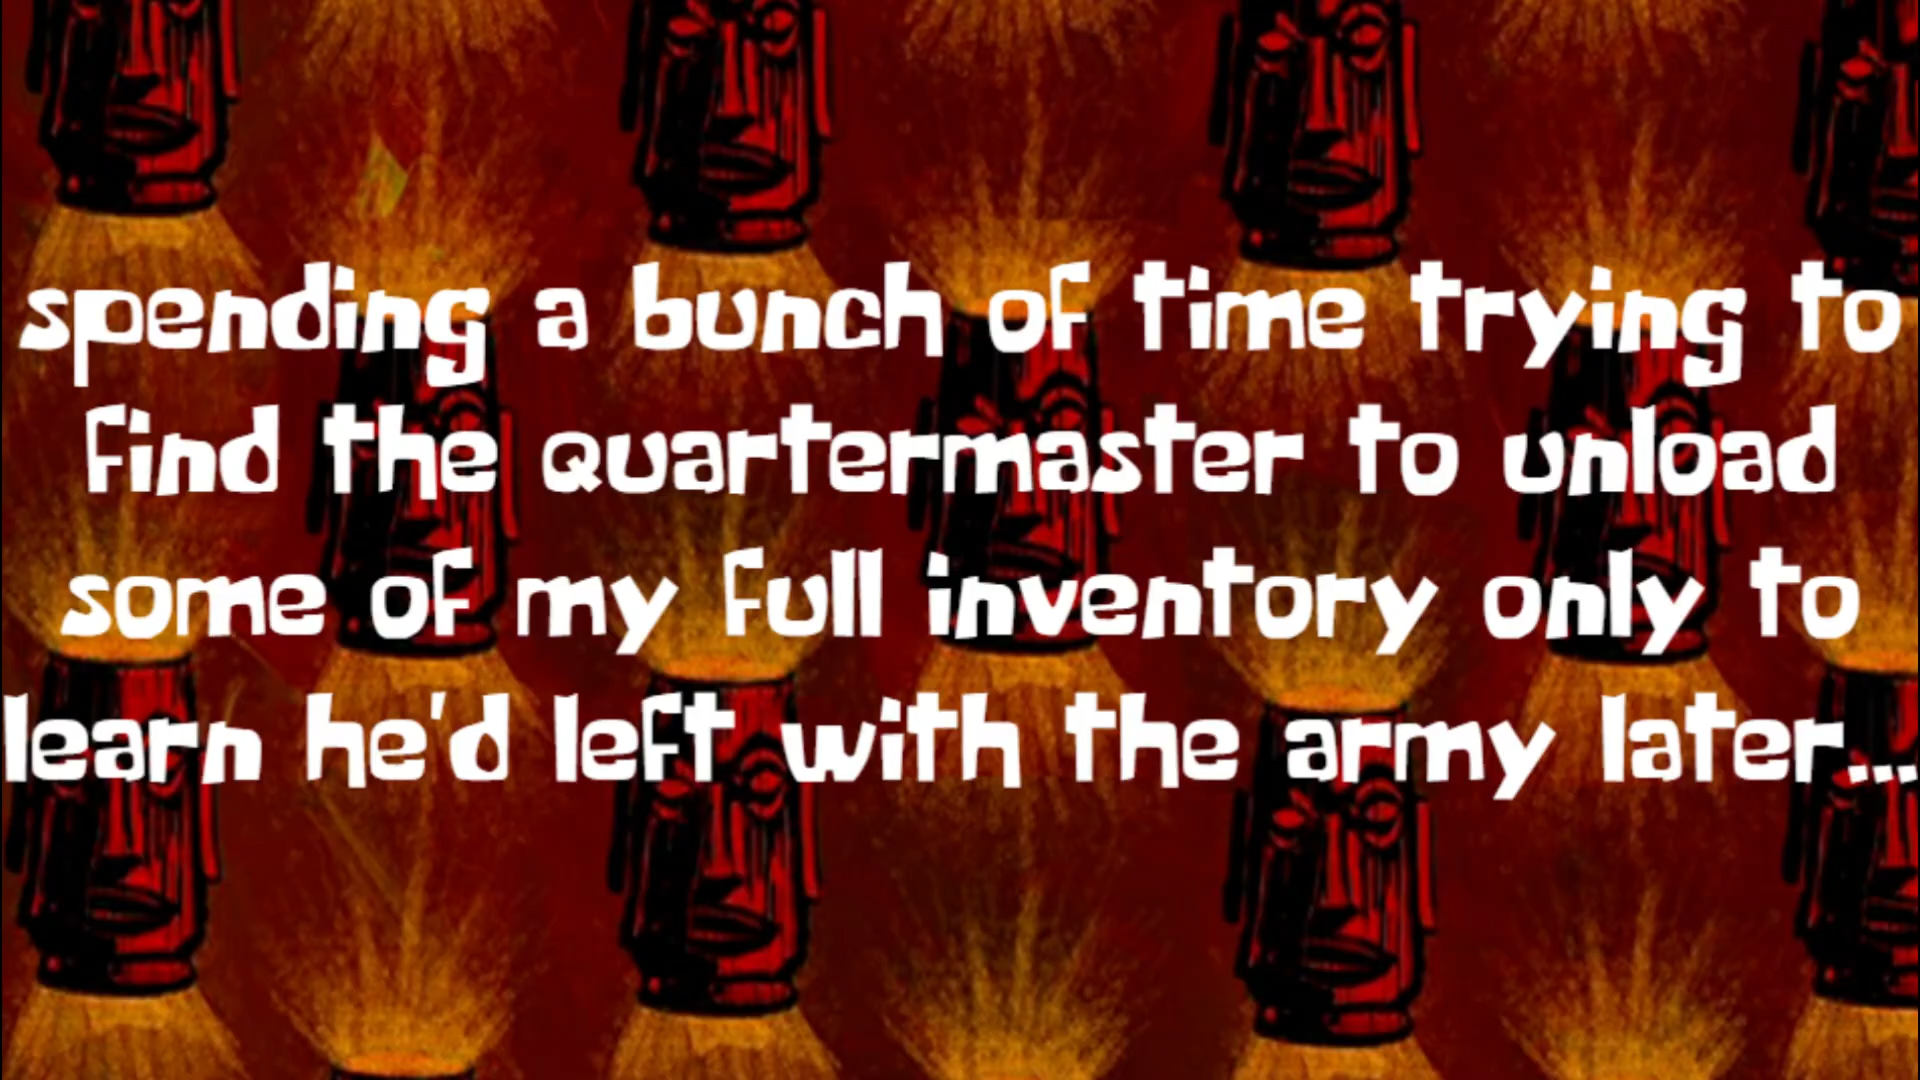 spending a bunch of time trying to
find the quartermaster to unload
some of my full inventory only to
learn he'd left with the army later...